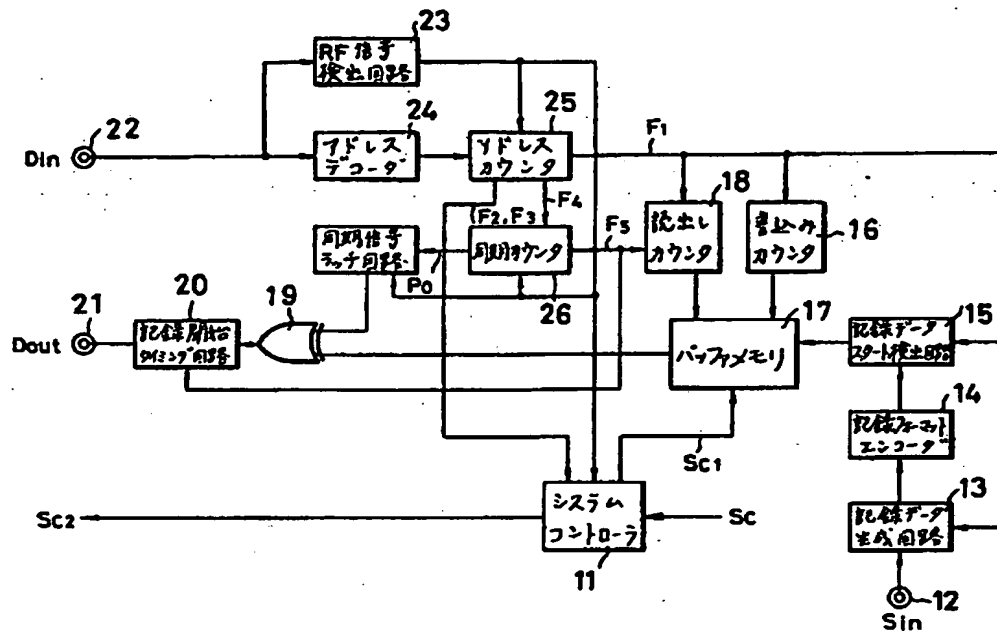 23
RF信号
検出回路
24
アドレス
デコーダ
25
アドレス
カウンタ
22
Din
F1
F2, F3
F4
F5
18
読出し
カウンタ
書込み
カウンタ
16
同期信号
ラッチ回路
P0
同期カウンタ
26
20
21
19
Dout
記録開始
タイミング回路
17
バッファメモリ
15
記録データ
スタート検出回路
14
記録フォーマット
エンコーダ
Sc1
13
記録データ
生成回路
Sc2
システム
コントローラ
Sc
11
12
Sin